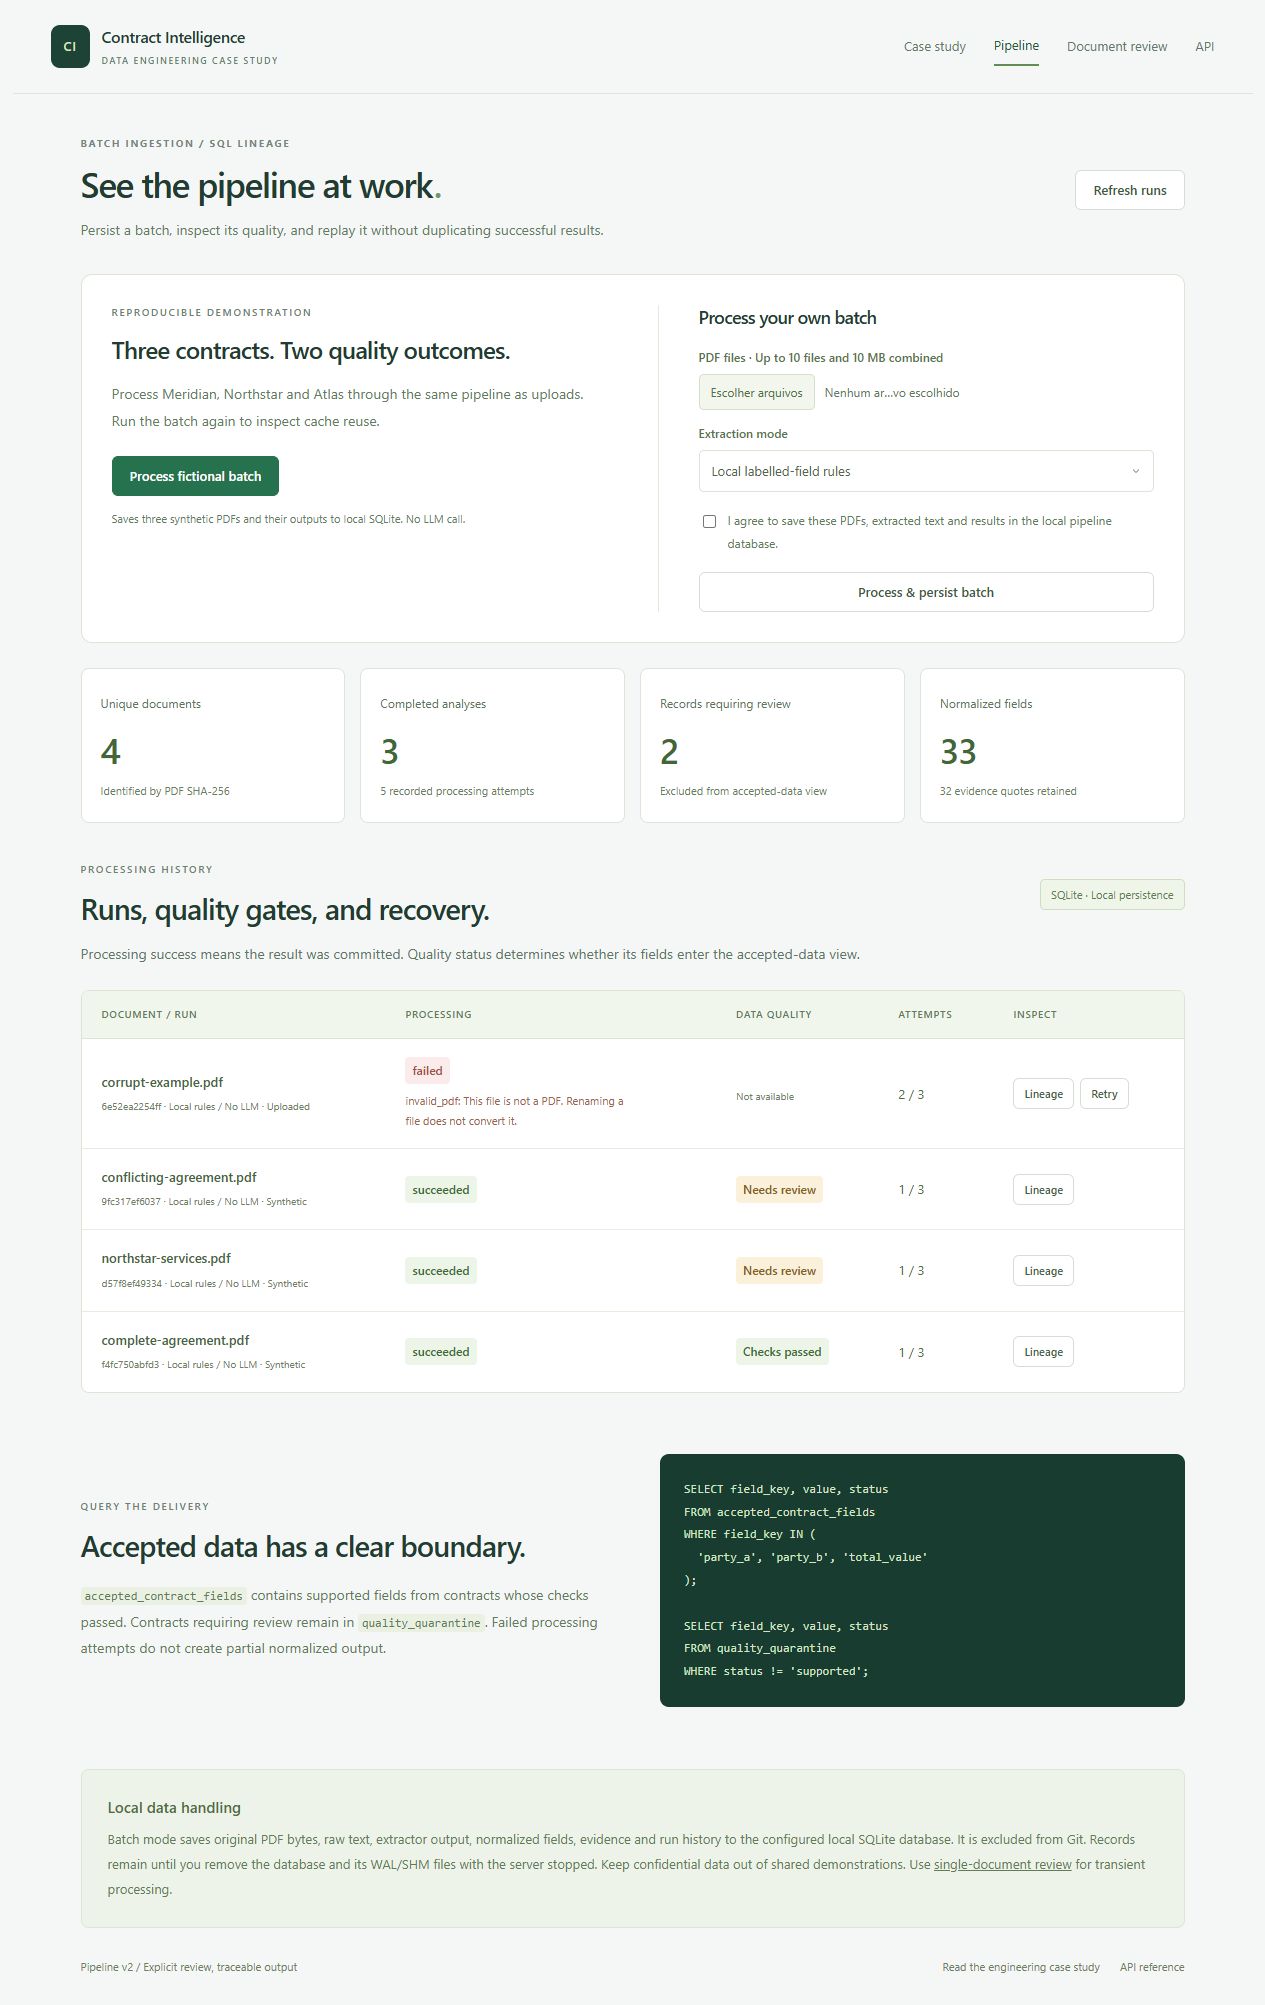 CI
Contract Intelligence
DATA ENGINEERING CASE STUDY
Case study
Pipeline
Document review
API
BATCH INGESTION / SQL LINEAGE
See the pipeline at work.
Refresh runs
Persist a batch, inspect its quality, and replay it without duplicating successful results.
REPRODUCIBLE DEMONSTRATION
Three contracts. Two quality outcomes.
Process Meridian, Northstar and Atlas through the same pipeline as uploads.
Run the batch again to inspect cache reuse.
Process fictional batch
Saves three synthetic PDFs and their outputs to local SQLite. No LLM call.
Process your own batch
PDF files · Up to 10 files and 10 MB combined
Escolher arquivos Nenhum ar...vo escolhido
Extraction mode
Local labelled-field rules
I agree to save these PDFs, extracted text and results in the local pipeline
database.
Process & persist batch
Unique documents
4
Identified by PDF SHA-256
Completed analyses
3
5 recorded processing attempts
Records requiring review
2
Excluded from accepted-data view
Normalized fields
33
32 evidence quotes retained
PROCESSING HISTORY
Runs, quality gates, and recovery.
SQLite · Local persistence
Processing success means the result was committed. Quality status determines whether its fields enter the accepted-data view.
DOCUMENT / RUN PROCESSING DATA QUALITY ATTEMPTS INSPECT
corrupt-example.pdf
6e52ea2254ff · Local rules / No LLM · Uploaded
failed
invalid_pdf: This file is not a PDF. Renaming a
file does not convert it.
Not available
2 / 3
Lineage Retry
conflicting-agreement.pdf
9fc317ef6037 · Local rules / No LLM · Synthetic
succeeded
Needs review
1 / 3
Lineage
northstar-services.pdf
d57f8ef49334 · Local rules / No LLM · Synthetic
succeeded
Needs review
1 / 3
Lineage
complete-agreement.pdf
f4fc750abfd3 · Local rules / No LLM · Synthetic
succeeded
Checks passed
1 / 3
Lineage
QUERY THE DELIVERY
Accepted data has a clear boundary.
accepted_contract_fields contains supported fields from contracts whose checks
passed. Contracts requiring review remain in quality_quarantine. Failed processing
attempts do not create partial normalized output.
SELECT field_key, value, status
FROM accepted_contract_fields
WHERE field_key IN (
'party_a', 'party_b', 'total_value'
);
SELECT field_key, value, status
FROM quality_quarantine
WHERE status != 'supported';
Local data handling
Batch mode saves original PDF bytes, raw text, extractor output, normalized fields, evidence and run history to the configured local SQLite database. It is excluded from Git. Records
remain until you remove the database and its WAL/SHM files with the server stopped. Keep confidential data out of shared demonstrations. Use single-document review for transient
processing.
Pipeline v2 / Explicit review, traceable output
Read the engineering case study
API reference